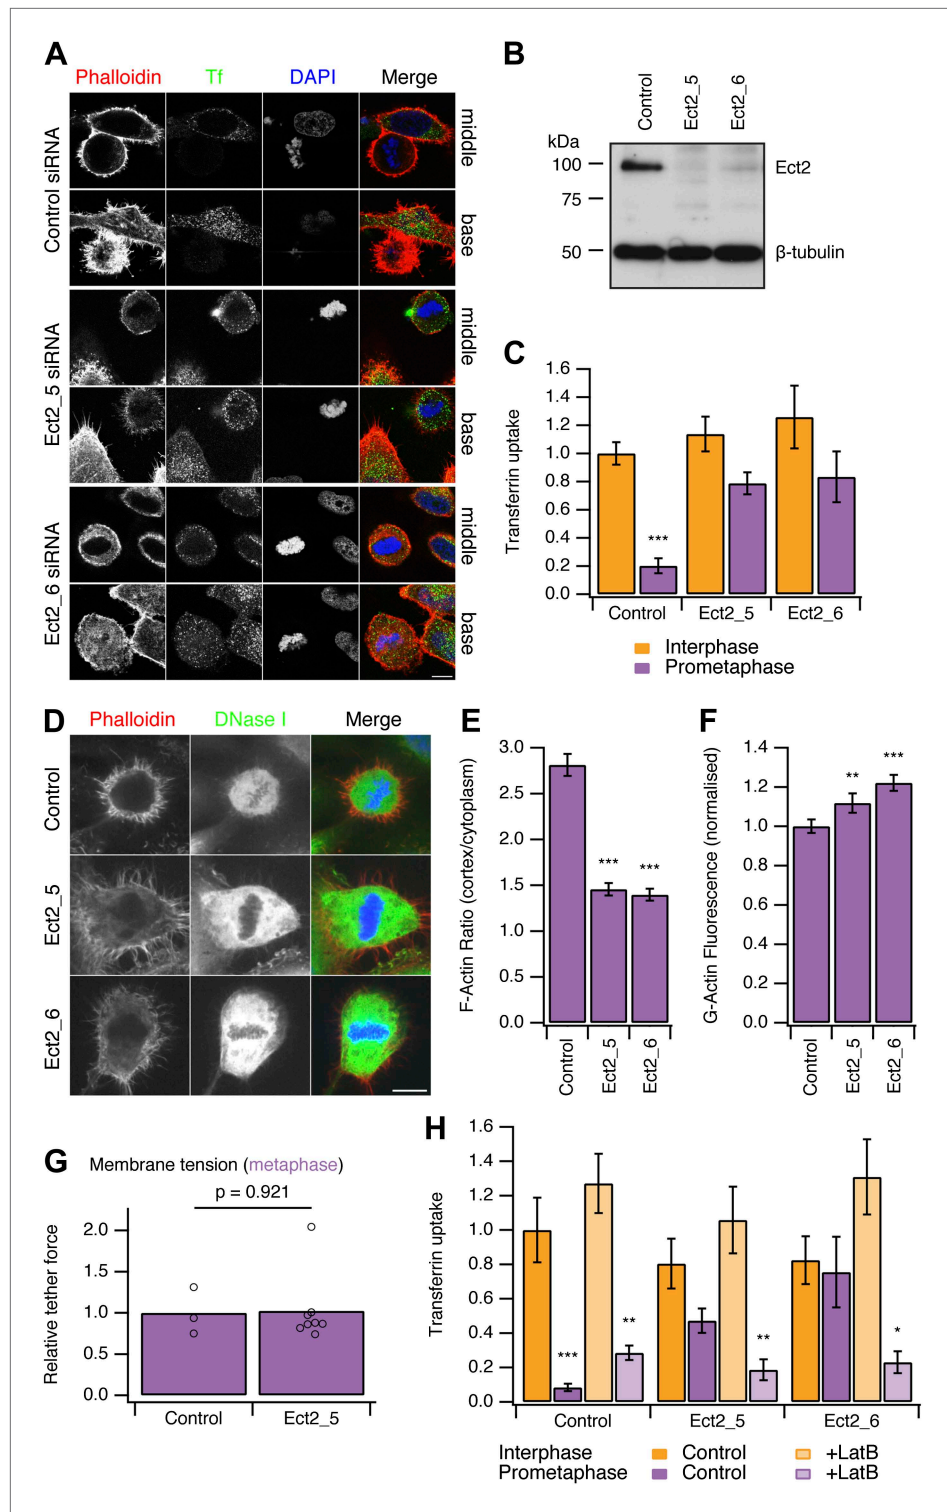 A
Phalloidin Tf DAPI Merge
Control siRNA
middle
base
Ect2_5 siRNA
middle
base
Ect2_6 siRNA
middle
base
B
Control Ect2_5 Ect2_6
kDa
100
75
50
Ect2
β-tubulin
C
Transferrin uptake
1.6
1.4
1.2
1.0
0.8
0.6
0.4
0.2
0.0
***
Control Ect2_5 Ect2_6
Interphase
Prometaphase
D
Phalloidin DNase I Merge
Control
Ect2_5
Ect2_6
E
F-Actin Ratio (cortex/cytoplasm)
3.0
2.5
2.0
1.5
1.0
0.5
0.0
*** ***
Control Ect2_5 Ect2_6
F
G-Actin Fluorescence (normalised)
1.4
1.2
1.0
0.8
0.6
0.4
0.2
0.0
** ***
Control Ect2_5 Ect2_6
G
Membrane tension (metaphase)
p = 0.921
Relative tether force
2.0
1.5
1.0
0.5
0.0
Control Ect2_5
H
Transferrin uptake
1.6
1.4
1.2
1.0
0.8
0.6
0.4
0.2
0.0
*** ** ** *
Control Ect2_5 Ect2_6
Interphase Control +LatB
Prometaphase Control +LatB